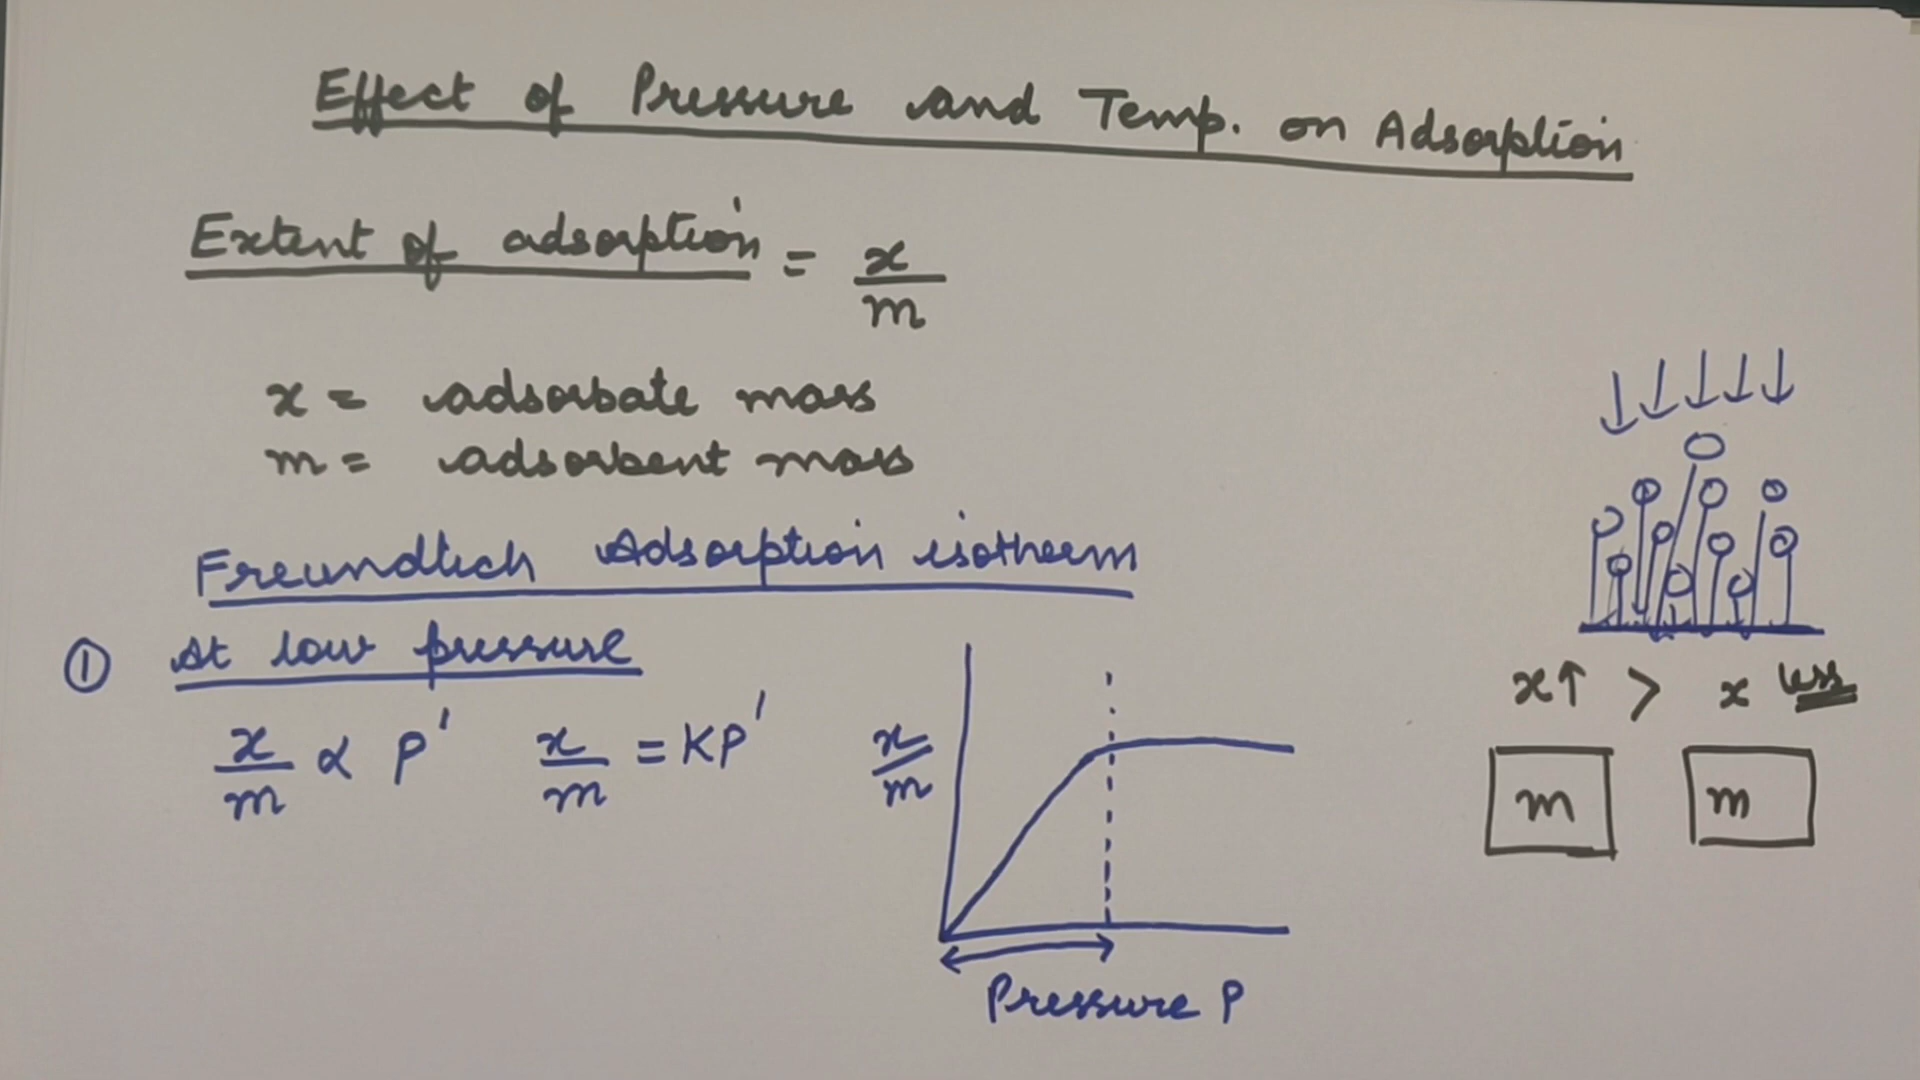 Effect of Pressure and Temp. on Adsorption
Extent of adsorption = x/m
x = adsorbate mass
m = adsorbent mass
Freundlich Adsorption isotherm
① At low pressure
x/m ∝ P¹ x/m = KP¹
x/m
Pressure P
x↑ > x less
m m